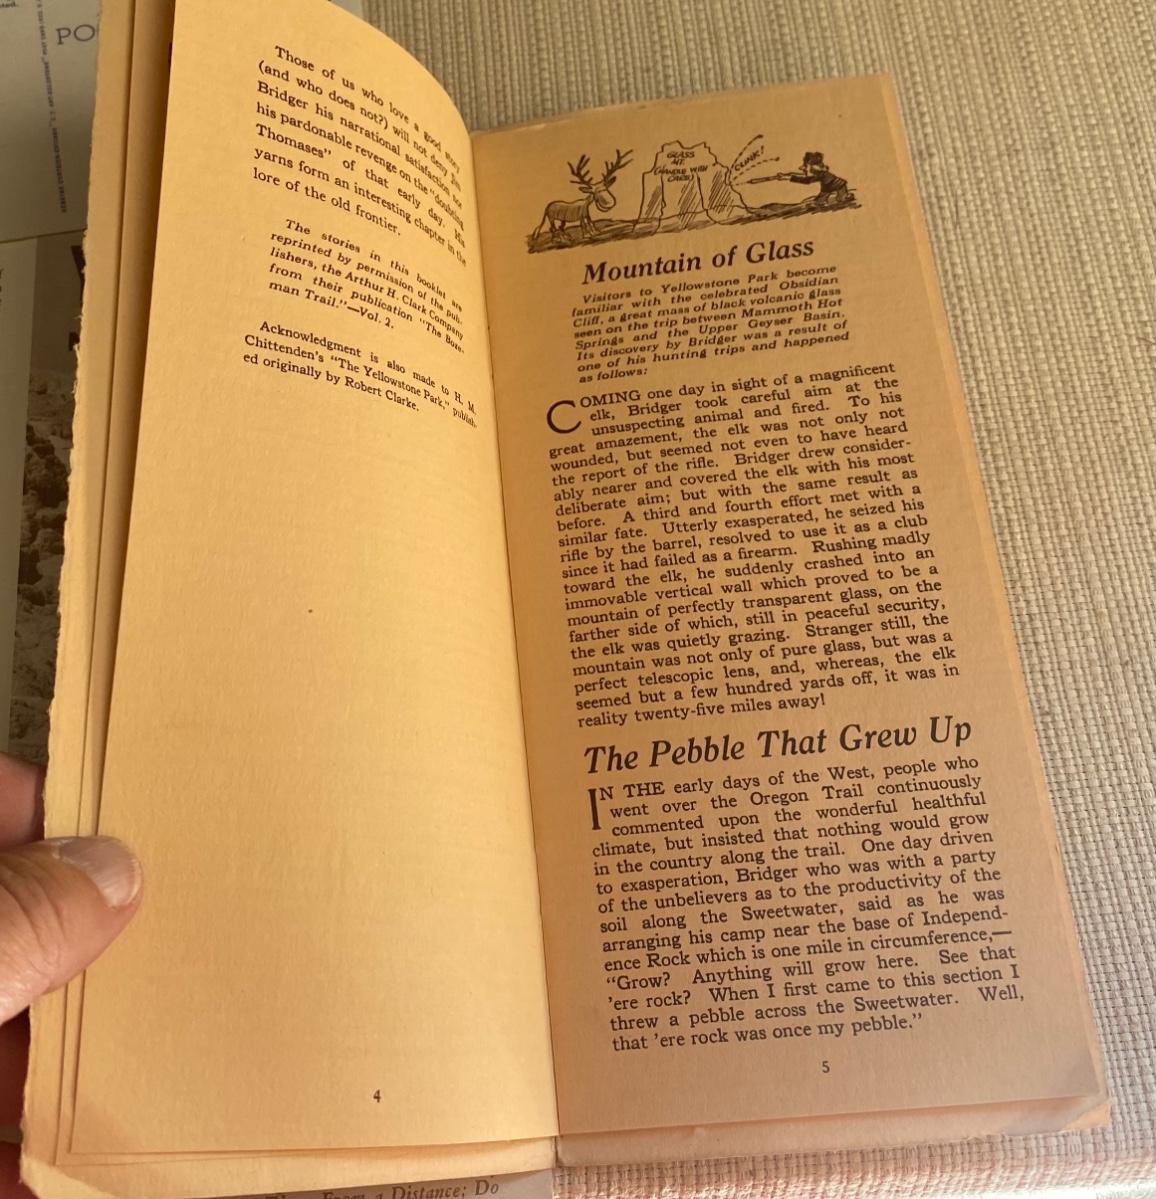 PO
Those of us who love a good story
(and who does not?) will not deny Jim
Bridger his narrational satisfaction nor
his pardonable revenge on the "doubting
Thomases" of that early day. His
yarns form an interesting chapter in the
lore of the old frontier.
The stories in this booklet are
reprinted by permission of the pub-
lishers, the Arthur H. Clark Company
from their publication "The Boze-
man Trail."—Vol. 2.
Acknowledgment is also made to H. M.
Chittenden's "The Yellowstone Park," publish-
ed originally by Robert Clarke.
4
GLASS
MT.
(HANDLE WITH
CARE)
CLINK!
Mountain of Glass
Visitors to Yellowstone Park become
familiar with the celebrated Obsidian
Cliff, a great mass of black volcanic glass
seen on the trip between Mammoth Hot
Springs and the Upper Geyser Basin.
Its discovery by Bridger was a result of
one of his hunting trips and happened
as follows:
COMING one day in sight of a magnificent
elk, Bridger took careful aim at the
unsuspecting animal and fired. To his
great amazement, the elk was not only not
wounded, but seemed not even to have heard
the report of the rifle. Bridger drew consider-
ably nearer and covered the elk with his most
deliberate aim; but with the same result as
before. A third and fourth effort met with a
similar fate. Utterly exasperated, he seized his
rifle by the barrel, resolved to use it as a club
since it had failed as a firearm. Rushing madly
toward the elk, he suddenly crashed into an
immovable vertical wall which proved to be a
mountain of perfectly transparent glass, on the
farther side of which, still in peaceful security,
the elk was quietly grazing. Stranger still, the
mountain was not only of pure glass, but was a
perfect telescopic lens, and, whereas, the elk
seemed but a few hundred yards off, it was in
reality twenty-five miles away!
The Pebble That Grew Up
IN THE early days of the West, people who
went over the Oregon Trail continuously
commented upon the wonderful healthful
climate, but insisted that nothing would grow
in the country along the trail. One day driven
to exasperation, Bridger who was with a party
of the unbelievers as to the productivity of the
soil along the Sweetwater, said as he was
arranging his camp near the base of Independ-
ence Rock which is one mile in circumference,—
"Grow? Anything will grow here. See that
'ere rock? When I first came to this section I
threw a pebble across the Sweetwater. Well,
that 'ere rock was once my pebble."
5
From a Distance; Do